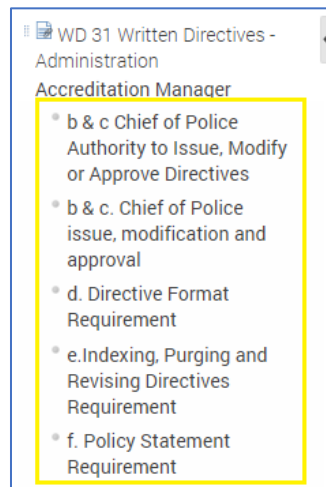 WD 31 Written Directives -
Administration
Accreditation Manager
b & c Chief of Police
Authority to Issue, Modify
or Approve Directives
b & c. Chief of Police
issue, modification and
approval
d. Directive Format
Requirement
e.Indexing, Purging and
Revising Directives
Requirement
f. Policy Statement
Requirement